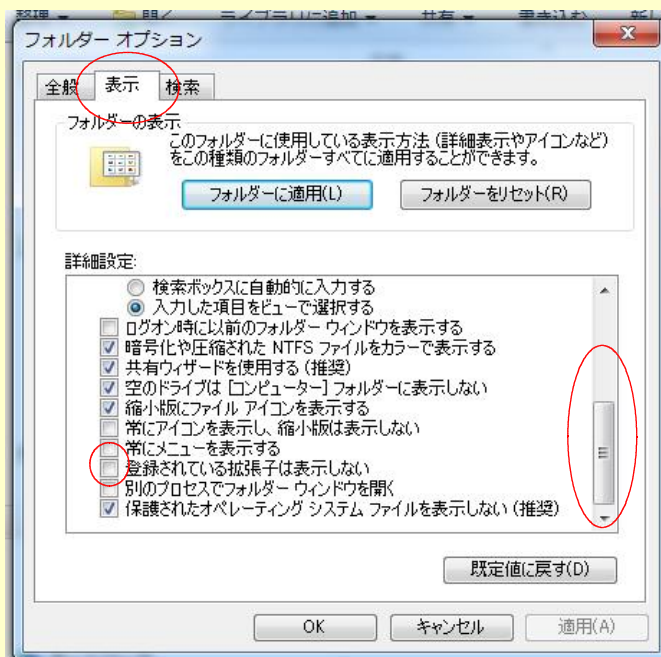 整理 開く ライブラリに追加 共有 書き込む 新し
フォルダー オプション
全般 表示 検索
フォルダーの表示
このフォルダーに使用している表示方法（詳細表示やアイコンなど）
をこの種類のフォルダーすべてに適用することができます。
フォルダーに適用(L) フォルダーをリセット(R)
詳細設定:
検索ボックスに自動的に入力する
入力した項目をビューで選択する
ログオン時に以前のフォルダー ウィンドウを表示する
暗号化や圧縮された NTFS ファイルをカラーで表示する
共有ウィザードを使用する (推奨)
空のドライブは [コンピューター] フォルダーに表示しない
縮小版にファイル アイコンを表示する
常にアイコンを表示し、縮小版は表示しない
常にメニューを表示する
登録されている拡張子は表示しない
別のプロセスでフォルダー ウィンドウを開く
保護されたオペレーティング システム ファイルを表示しない (推奨)
既定値に戻す(D)
OK キャンセル 適用(A)